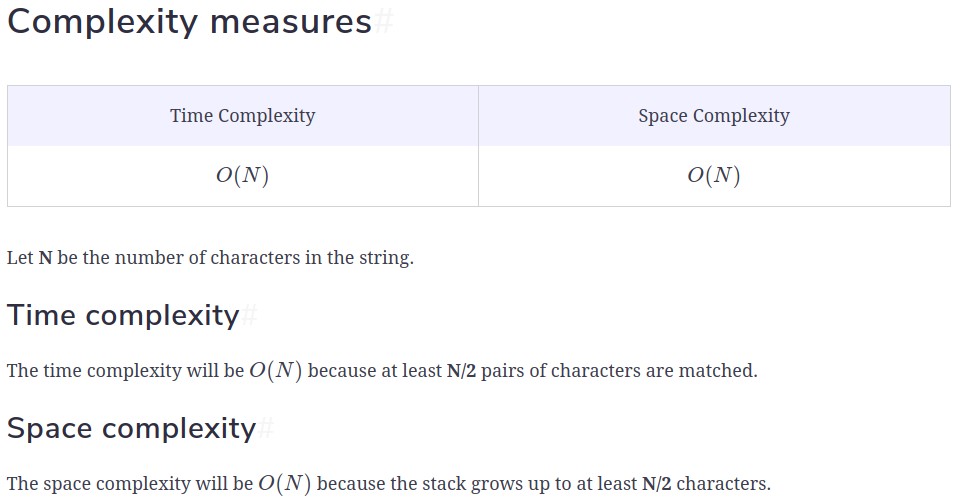 Complexity measures#
Time Complexity Space Complexity
O(N) O(N)
Let N be the number of characters in the string.
Time complexity#
The time complexity will be O(N) because at least N/2 pairs of characters are matched.
Space complexity#
The space complexity will be O(N) because the stack grows up to at least N/2 characters.